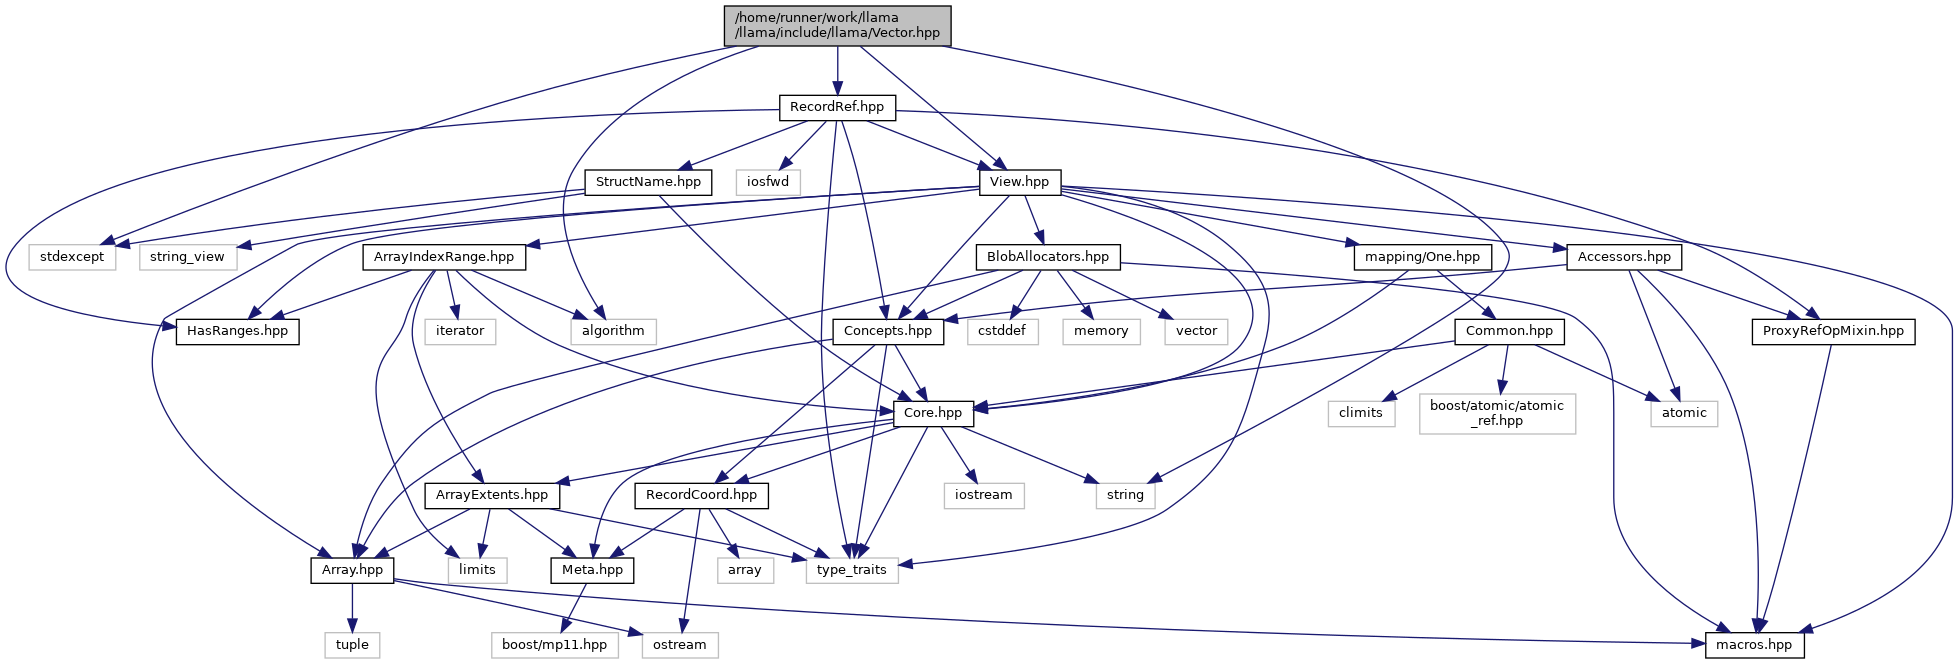 /home/runner/work/llama
/llama/include/llama/Vector.hpp
RecordRef.hpp
StructName.hpp
iosfwd
View.hpp
stdexcept
string_view
ArrayIndexRange.hpp
BlobAllocators.hpp
mapping/One.hpp
Accessors.hpp
HasRanges.hpp
iterator
algorithm
Concepts.hpp
cstddef
memory
vector
Common.hpp
ProxyRefOpMixin.hpp
Core.hpp
climits
boost/atomic/atomic
_ref.hpp
atomic
ArrayExtents.hpp
RecordCoord.hpp
iostream
string
Array.hpp
limits
Meta.hpp
array
type_traits
tuple
boost/mp11.hpp
ostream
macros.hpp